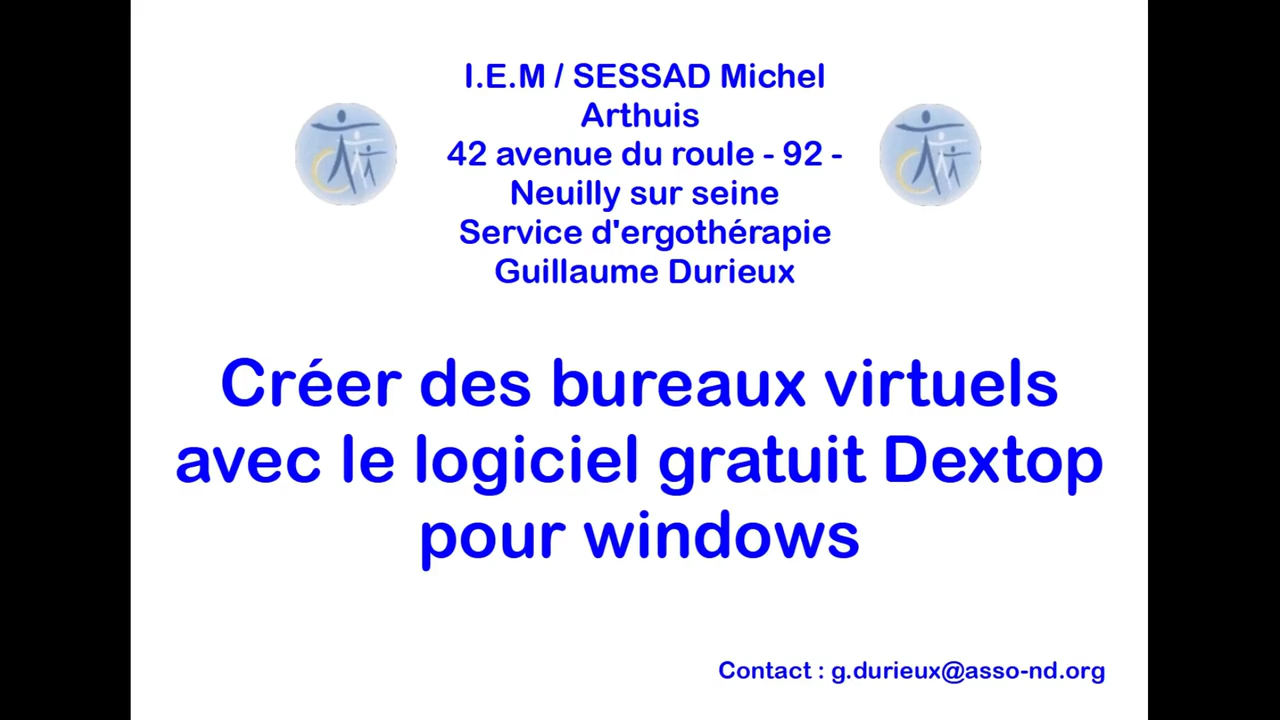 I.E.M / SESSAD Michel
Arthuis
42 avenue du roule - 92 -
Neuilly sur seine
Service d'ergothérapie
Guillaume Durieux
Créer des bureaux virtuels
avec le logiciel gratuit Dextop
pour windows
Contact : g.durieux@asso-nd.org